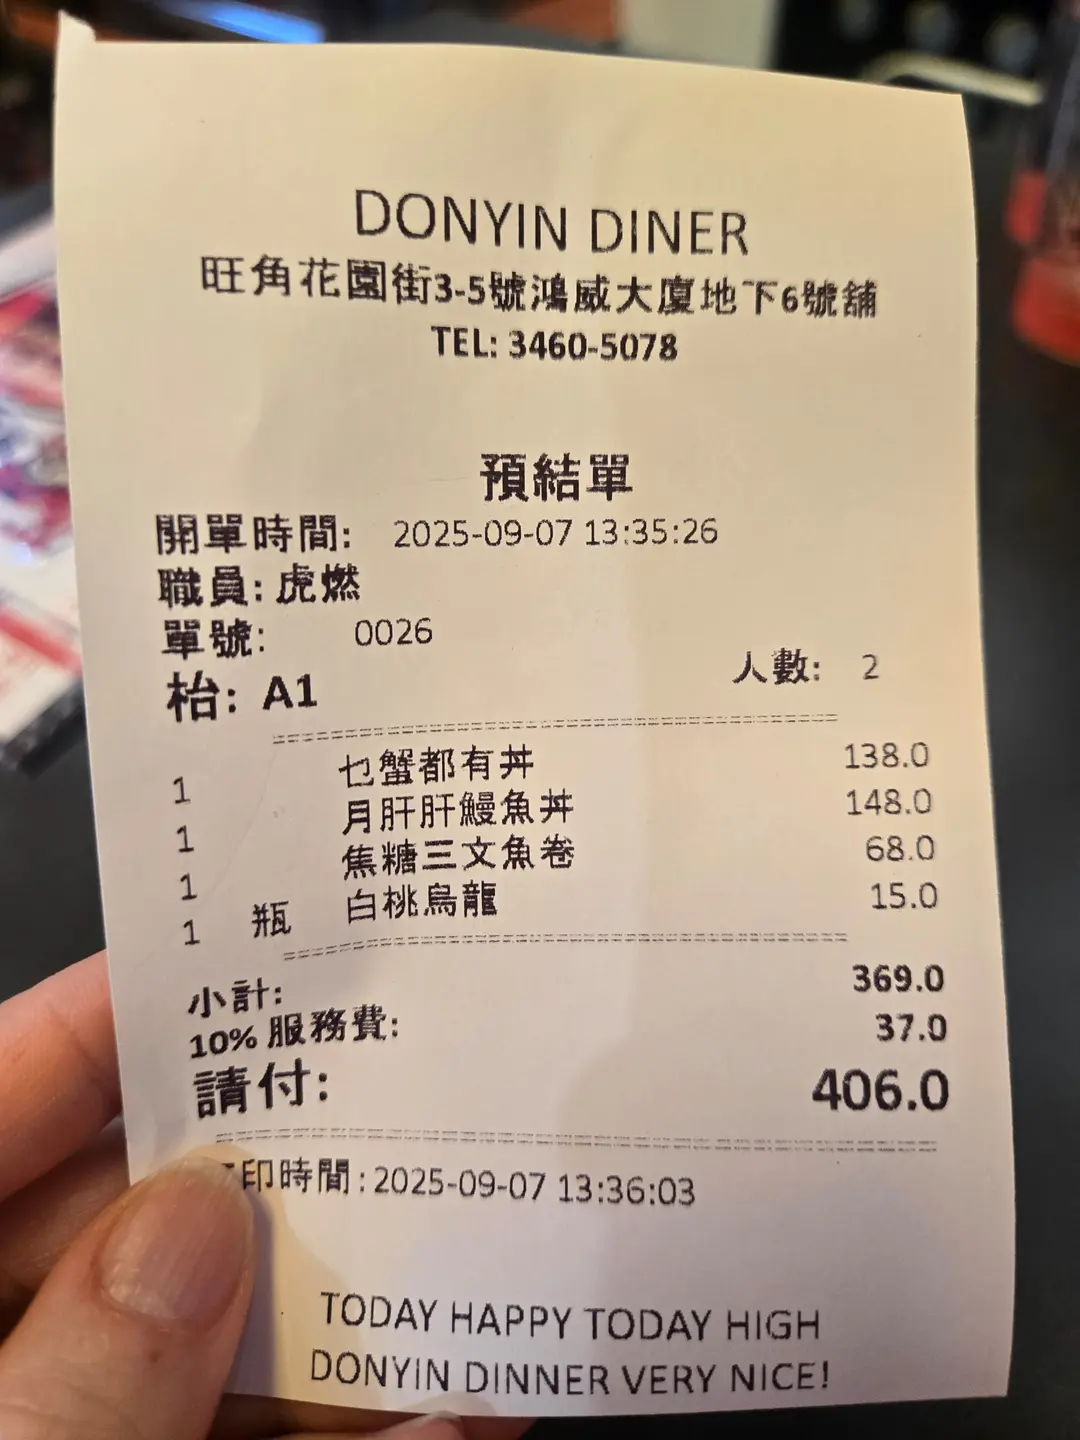 DONYIN DINER
旺角花園街3-5號鴻威大廈地下6號舖
TEL: 3460-5078
預結單
開單時間: 2025-09-07 13:35:26
職員: 虎燃
單號: 0026
枱: A1 人數: 2
1 乜蟹都有丼 138.0
1 月肝肝鰻魚丼 148.0
1 焦糖三文魚卷 68.0
1 瓶 白桃烏龍 15.0
小計: 369.0
10% 服務費: 37.0
請付: 406.0
印時間:2025-09-07 13:36:03
TODAY HAPPY TODAY HIGH
DONYIN DINNER VERY NICE!